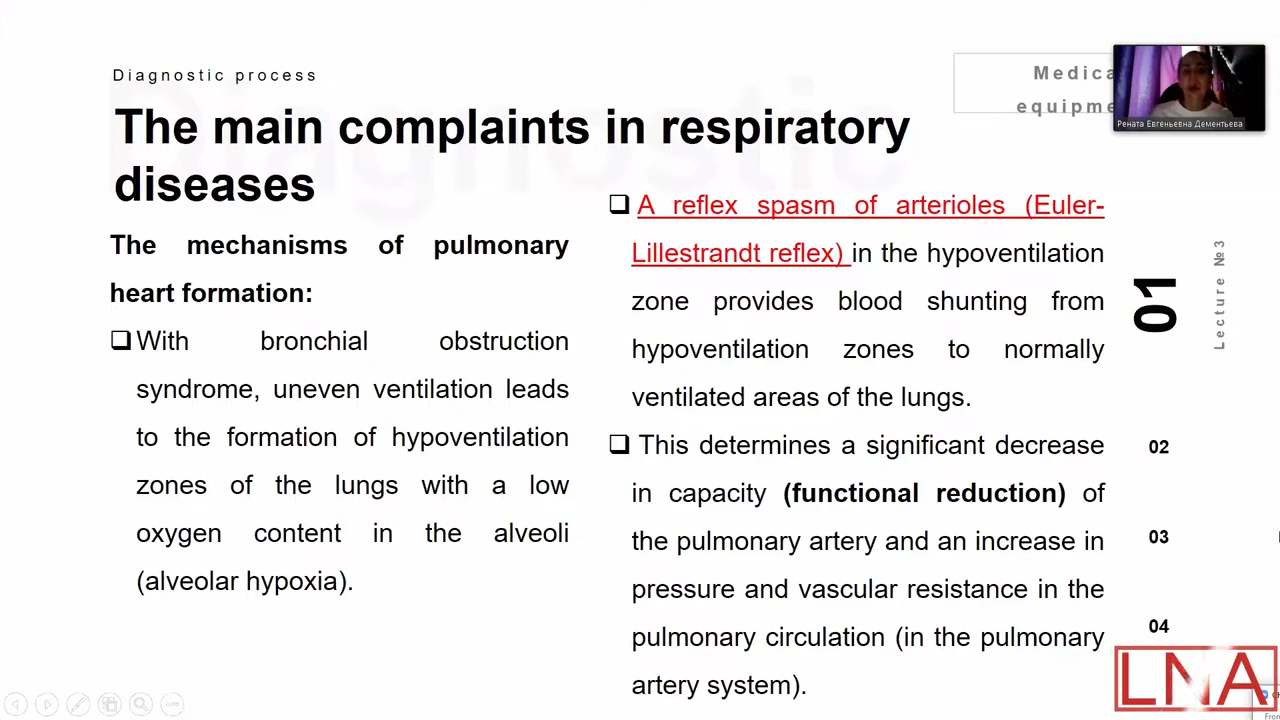 Diagnostic process
The main complaints in respiratory
diseases
The mechanisms of pulmonary
heart formation:
With bronchial obstruction
syndrome, uneven ventilation leads
to the formation of hypoventilation
zones of the lungs with a low
oxygen content in the alveoli
(alveolar hypoxia).
A reflex spasm of arterioles (Euler-
Lillestrandt reflex) in the hypoventilation
zone provides blood shunting from
hypoventilation zones to normally
ventilated areas of the lungs.
This determines a significant decrease
in capacity (functional reduction) of
the pulmonary artery and an increase in
pressure and vascular resistance in the
pulmonary circulation (in the pulmonary
artery system).
Medica
equipme
Рената Евгеньевна Дементьева
Lecture №3
01
02
03
04
LNA
Diagnostic